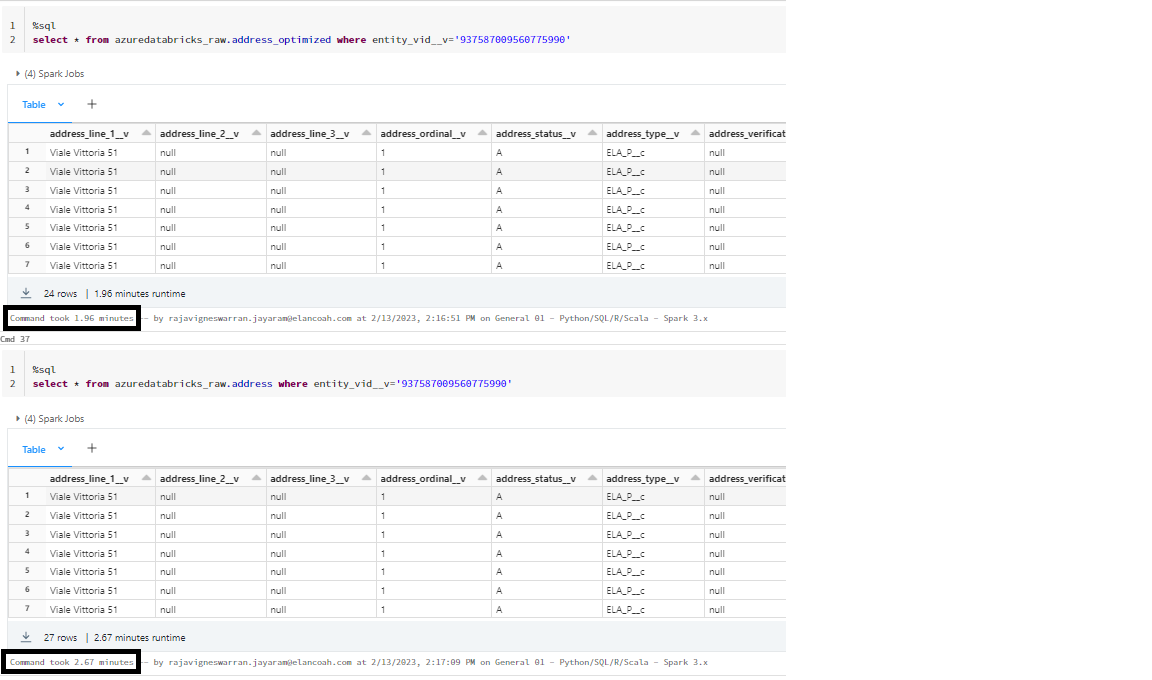 1 %sql
2 select * from azuredatabricks_raw.address_optimized where entity_vid__v='937587009560775990'
(4) Spark Jobs
Table +
address_line_1__v address_line_2__v address_line_3__v address_ordinal__v address_status__v address_type__v address_verificat
1 Viale Vittoria 51 null null 1 A ELA_P__c null
2 Viale Vittoria 51 null null 1 A ELA_P__c null
3 Viale Vittoria 51 null null 1 A ELA_P__c null
4 Viale Vittoria 51 null null 1 A ELA_P__c null
5 Viale Vittoria 51 null null 1 A ELA_P__c null
6 Viale Vittoria 51 null null 1 A ELA_P__c null
7 Viale Vittoria 51 null null 1 A ELA_P__c null
24 rows | 1.96 minutes runtime
Command took 1.96 minutes -- by rajavigneswarran.jayaram@elancoah.com at 2/13/2023, 2:16:51 PM on General 01 - Python/SQL/R/Scala - Spark 3.x
Cmd 37
1 %sql
2 select * from azuredatabricks_raw.address where entity_vid__v='937587009560775990'
(4) Spark Jobs
Table +
address_line_1__v address_line_2__v address_line_3__v address_ordinal__v address_status__v address_type__v address_verificat
1 Viale Vittoria 51 null null 1 A ELA_P__c null
2 Viale Vittoria 51 null null 1 A ELA_P__c null
3 Viale Vittoria 51 null null 1 A ELA_P__c null
4 Viale Vittoria 51 null null 1 A ELA_P__c null
5 Viale Vittoria 51 null null 1 A ELA_P__c null
6 Viale Vittoria 51 null null 1 A ELA_P__c null
7 Viale Vittoria 51 null null 1 A ELA_P__c null
27 rows | 2.67 minutes runtime
Command took 2.67 minutes -- by rajavigneswarran.jayaram@elancoah.com at 2/13/2023, 2:17:09 PM on General 01 - Python/SQL/R/Scala - Spark 3.x